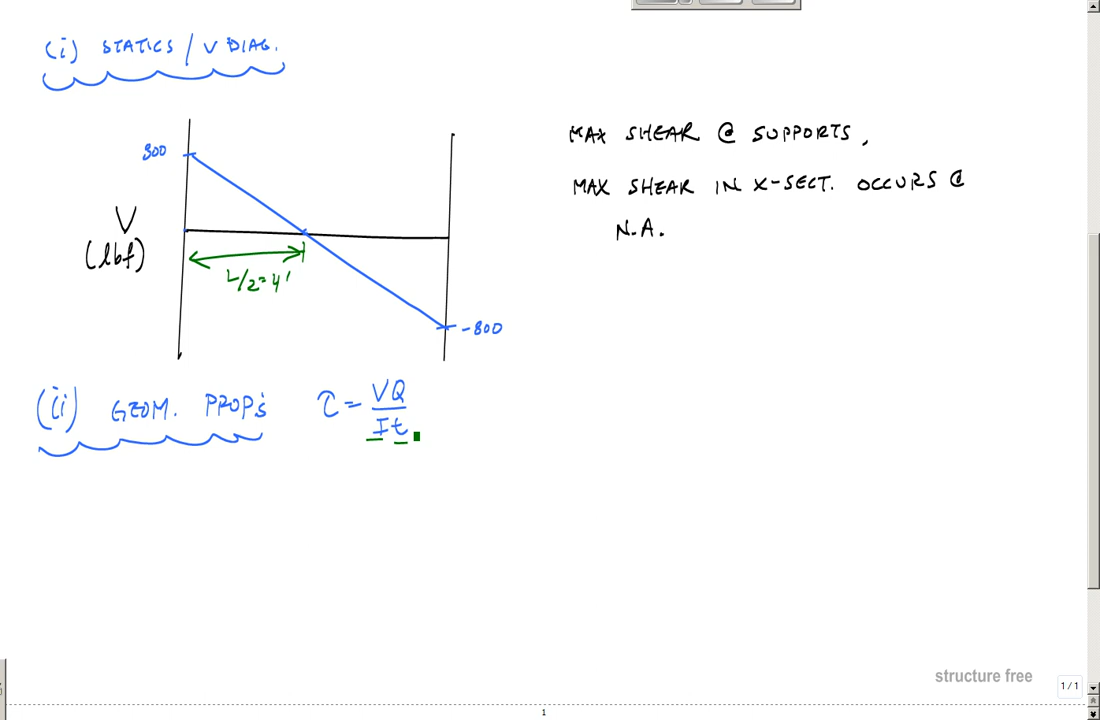 (i) STATICS / V DIAG.
800
V
(lbf)
L/2=4'
-800
MAX SHEAR @ SUPPORTS,
MAX SHEAR IN X-SECT. OCCURS @
N.A.
(ii) GEOM. PROP'S τ = VQ
It
structure free
1 / 1
1